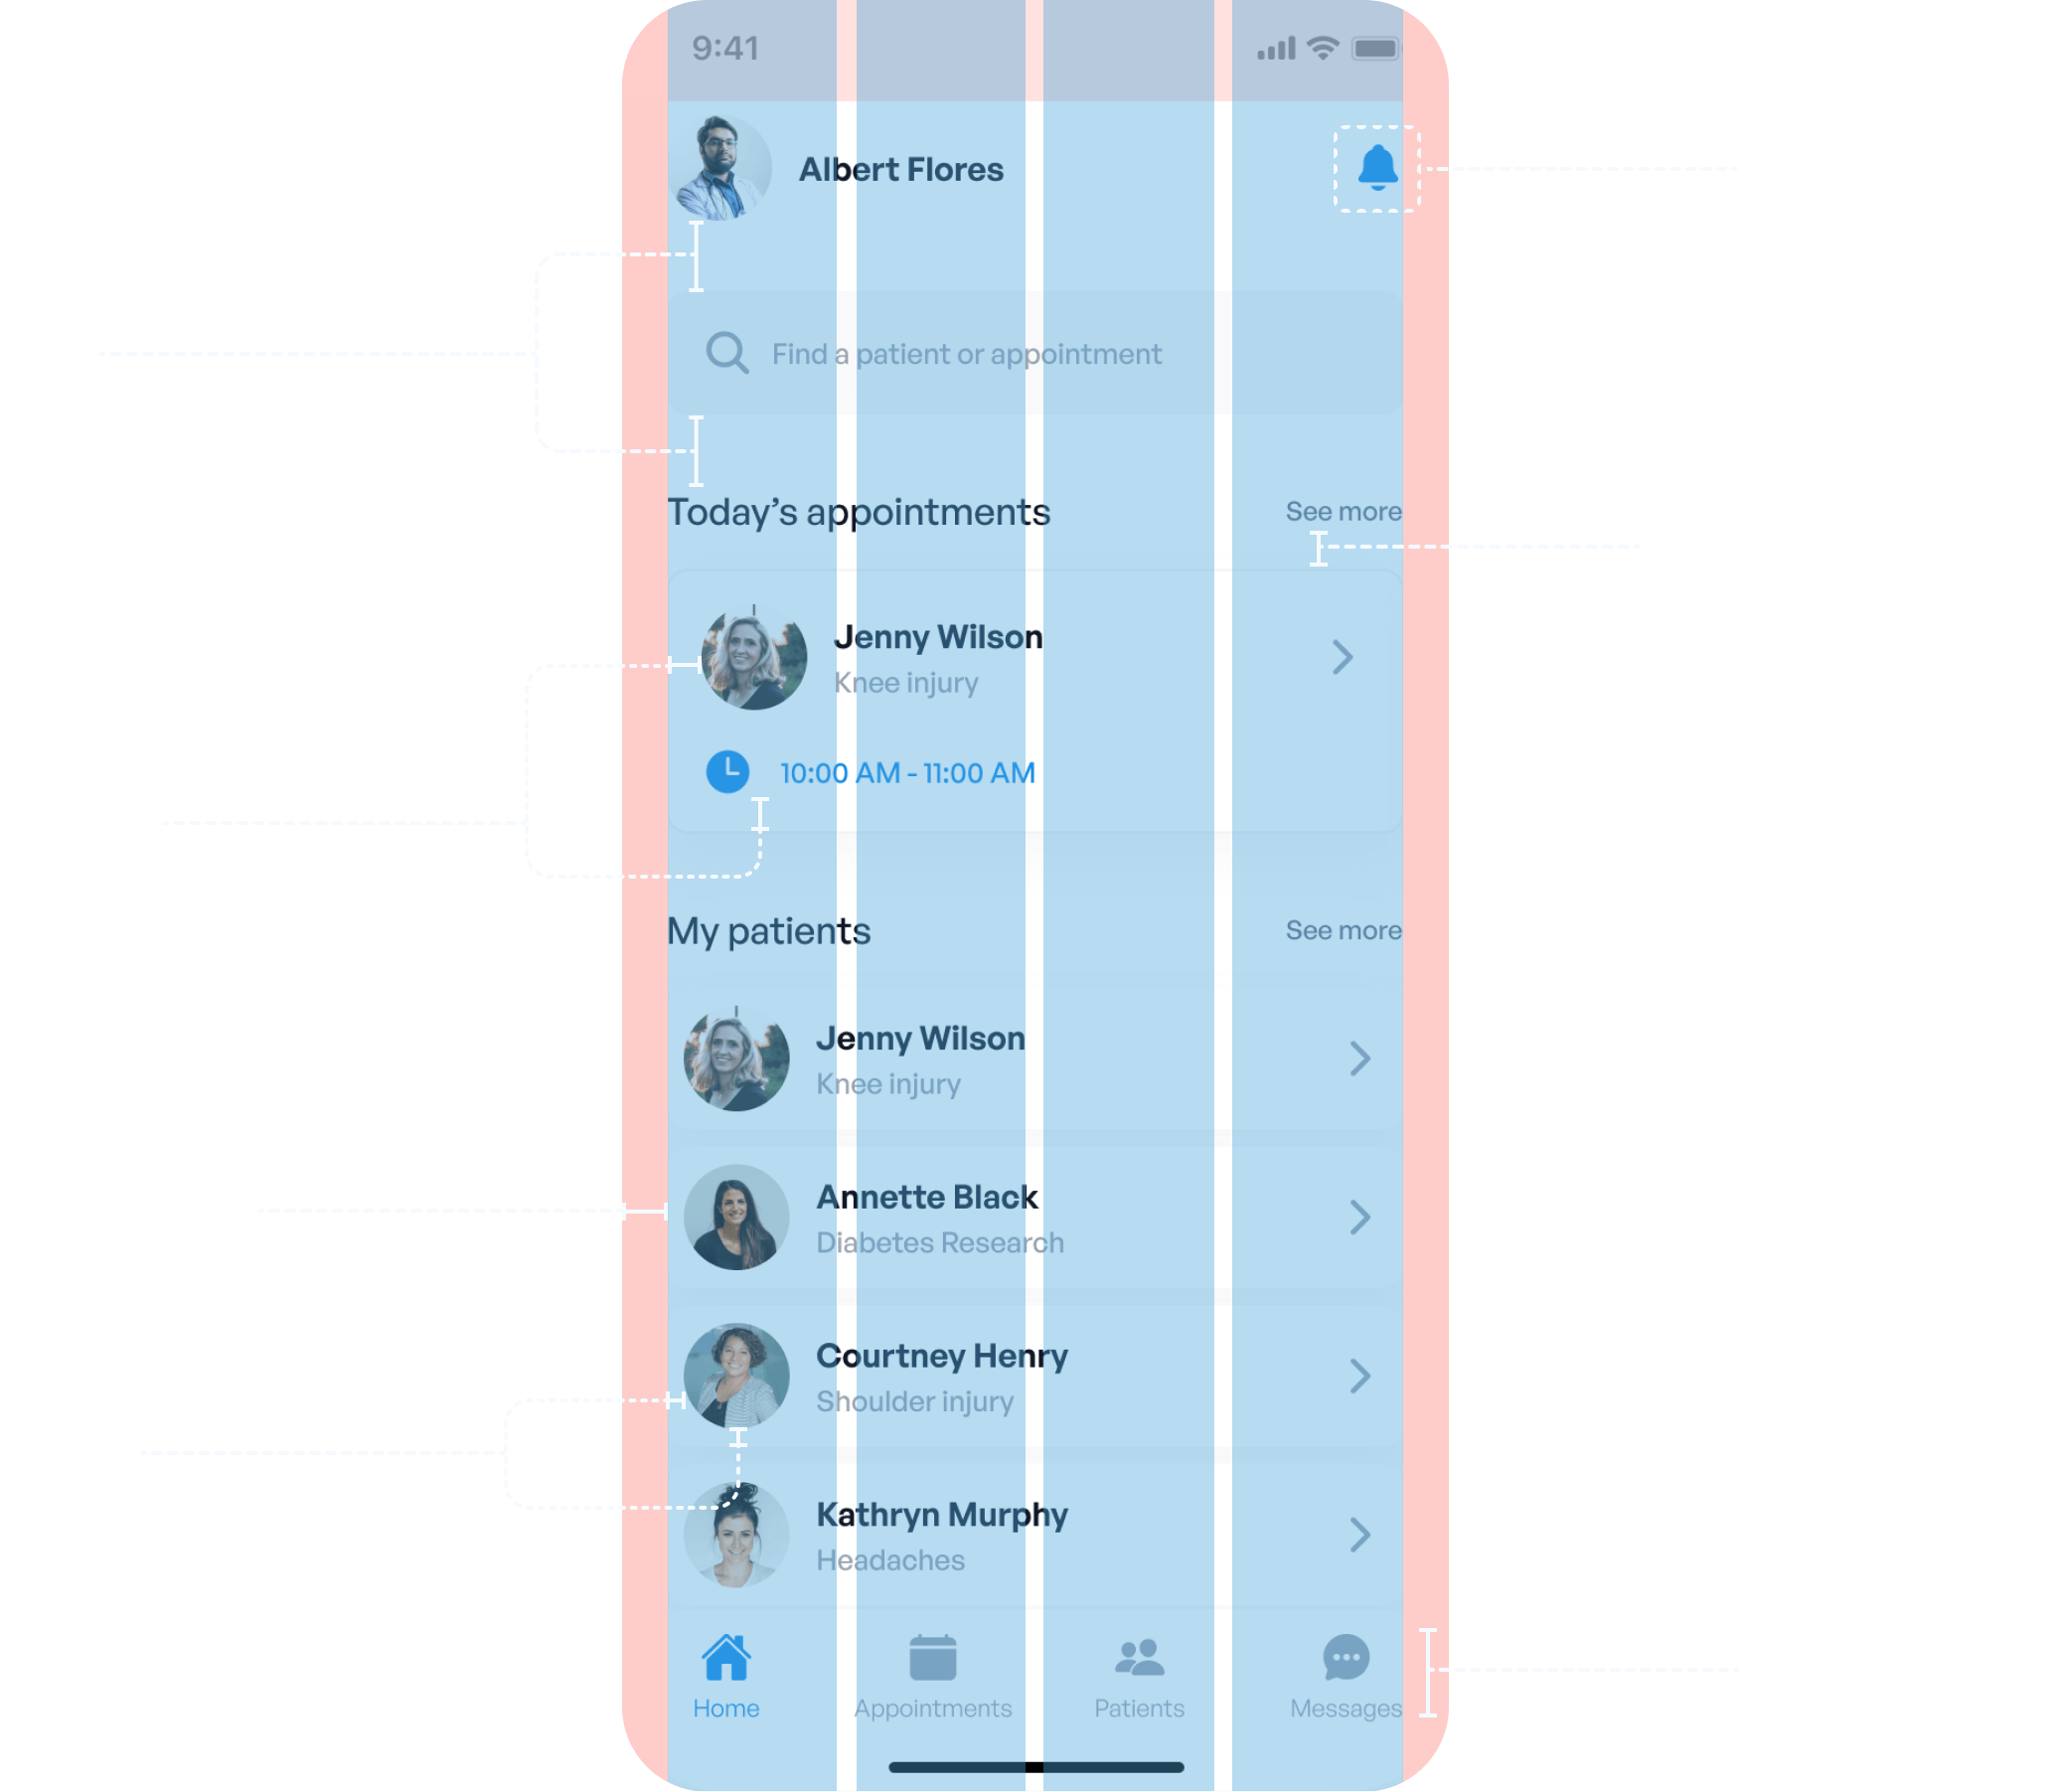 9:41
Albert Flores
Find a patient or appointment
Today’s appointments
See more
Jenny Wilson
Knee injury
10:00 AM - 11:00 AM
My patients
See more
Jenny Wilson
Knee injury
Annette Black
Diabetes Research
Courtney Henry
Shoulder injury
Kathryn Murphy
Headaches
Home
Appointments
Patients
Messages